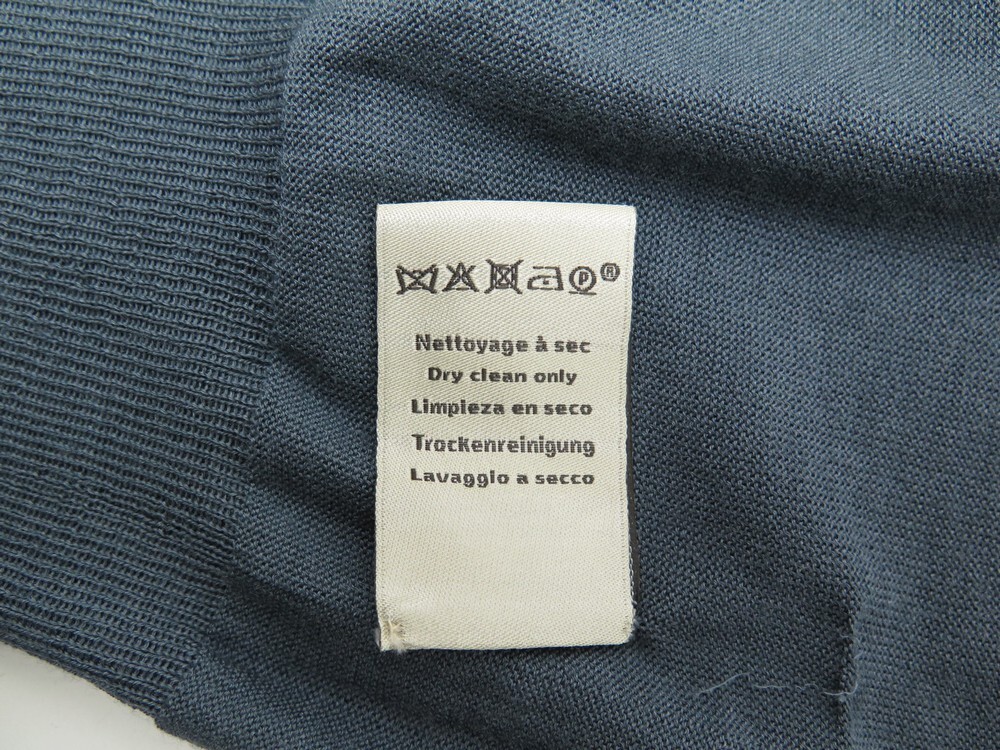 P ®
Nettoyage à sec
Dry clean only
Limpieza en seco
Trockenreinigung
Lavaggio a secco